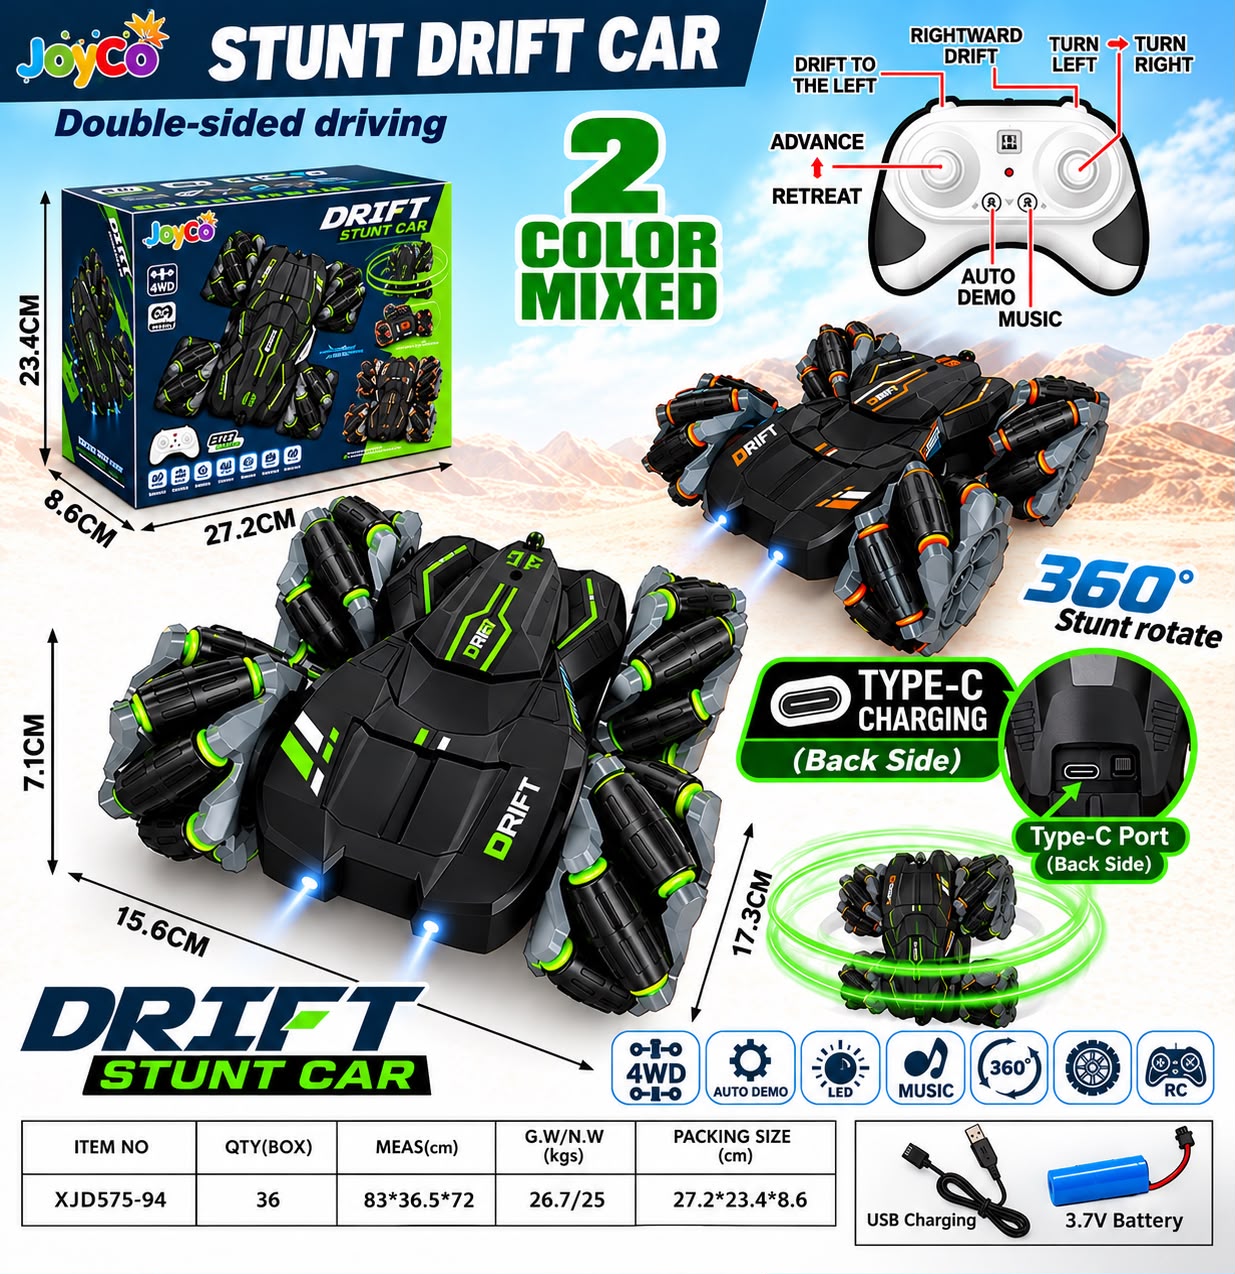 JOYCO
STUNT DRIFT CAR
Double-sided driving
2
COLOR
MIXED
DRIFT TO
THE LEFT
RIGHTWARD
DRIFT
TURN
LEFT
TURN
RIGHT
ADVANCE
RETREAT
AUTO
DEMO
MUSIC
JOYCO
DRIFT
STUNT CAR
4WD
23.4CM
8.6CM
27.2CM
DRIFT
DRIFT
360°
Stunt rotate
TYPE-C
CHARGING
(Back Side)
Type-C Port
(Back Side)
DRIFT
DRIFT
7.1CM
15.6CM
17.3CM
DRIFT
STUNT CAR
4WD
AUTO DEMO
LED
MUSIC
360°
RC
ITEM NO QTY(BOX) MEAS(cm) G.W/N.W (kgs) PACKING SIZE (cm)
XJD575-94 36 83*36.5*72 26.7/25 27.2*23.4*8.6
USB Charging
3.7V Battery